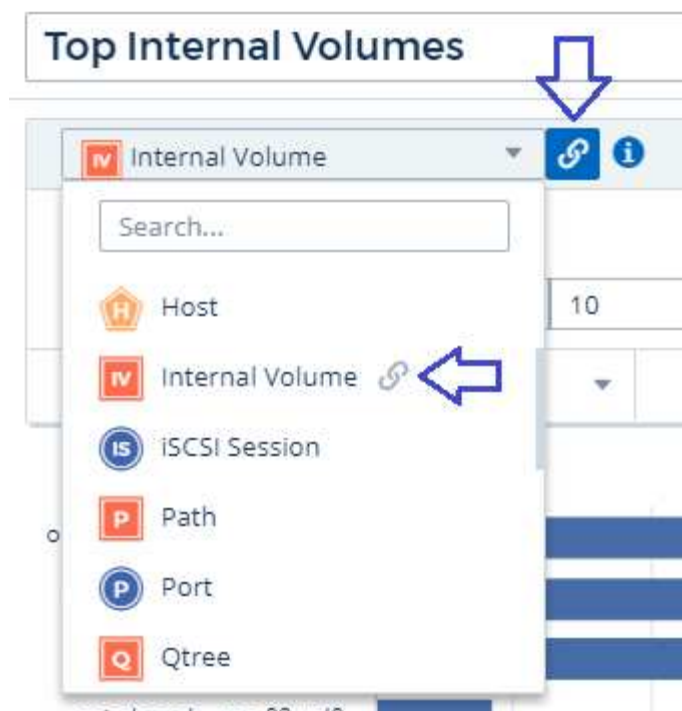 Top Internal Volumes
IV Internal Volume
i
Search...
H Host
10
IV Internal Volume
IS iSCSI Session
P Path
P Port
Q Qtree